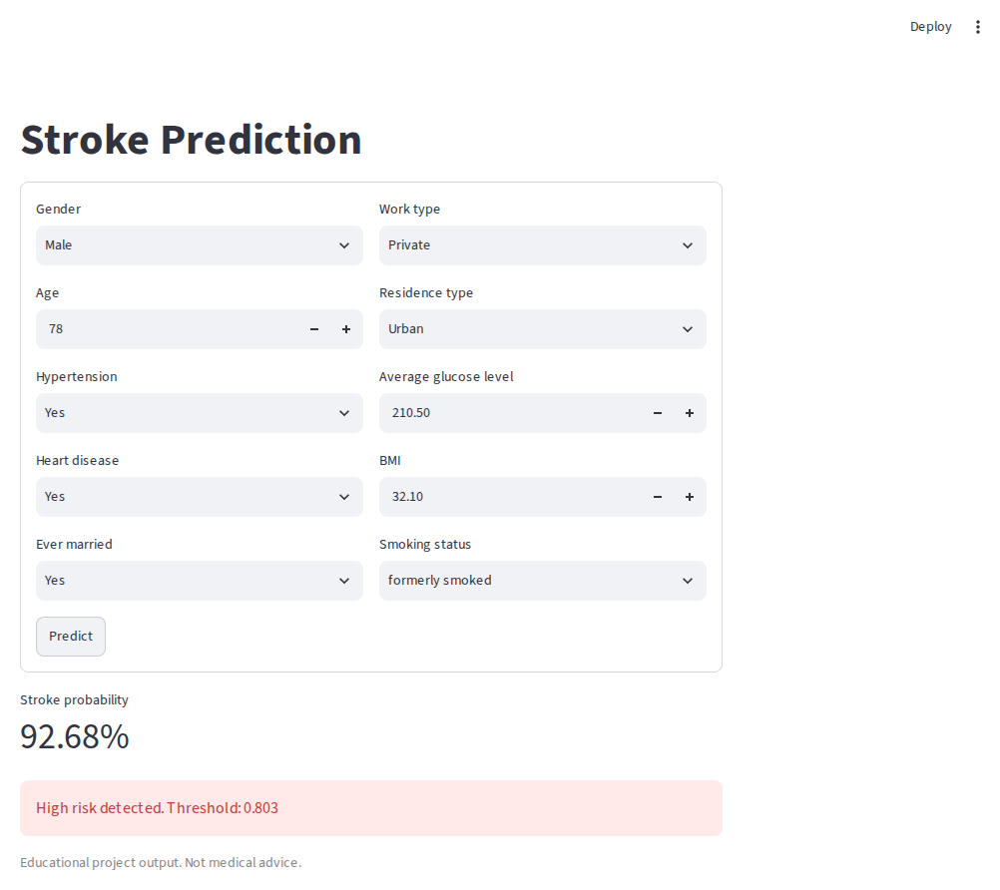 Deploy
Stroke Prediction
Gender
Male
Work type
Private
Age
78
Residence type
Urban
Hypertension
Yes
Average glucose level
210.50
Heart disease
Yes
BMI
32.10
Ever married
Yes
Smoking status
formerly smoked
Predict
Stroke probability
92.68%
High risk detected. Threshold: 0.803
Educational project output. Not medical advice.